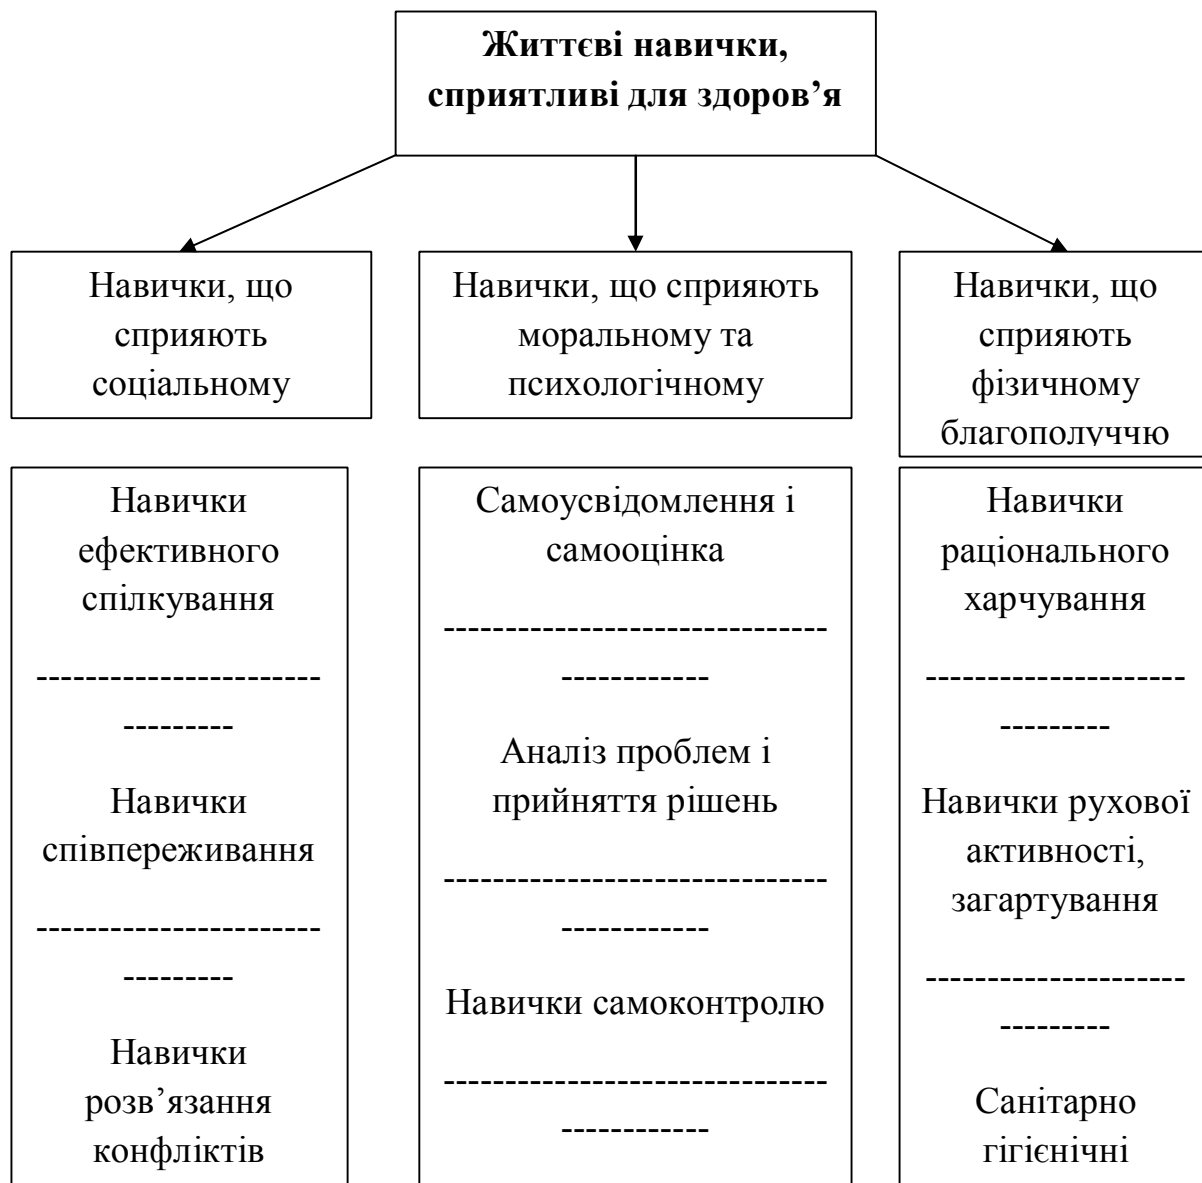 Життєві навички,
сприятливі для здоров’я
Навички, що
сприяють
соціальному
Навички, що сприяють
моральному та
психологічному
Навички, що
сприяють
фізичному
благополуччю
Навички
ефективного
спілкування
-----------------------
---------
Навички
співпереживання
-----------------------
---------
Навички
розв’язання
конфліктів
Самоусвідомлення і
самооцінка
-------------------------------
------------
Аналіз проблем і
прийняття рішень
-------------------------------
------------
Навички самоконтролю
-------------------------------
------------
Навички
раціонального
харчування
---------------------
---------
Навички рухової
активності,
загартування
---------------------
---------
Санітарно
гігієнічні